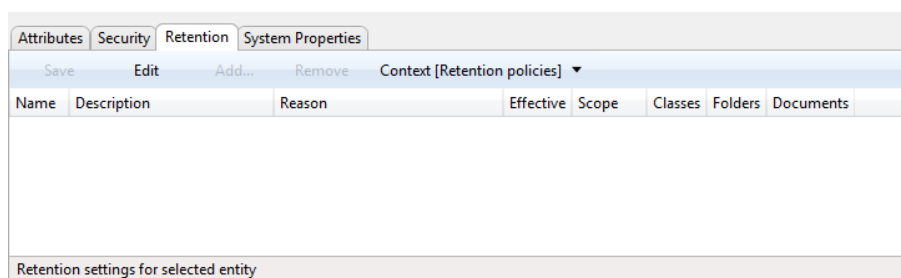 Attributes Security Retention System Properties
Save Edit Add... Remove Context [Retention policies]
Name Description Reason Effective Scope Classes Folders Documents
Retention settings for selected entity